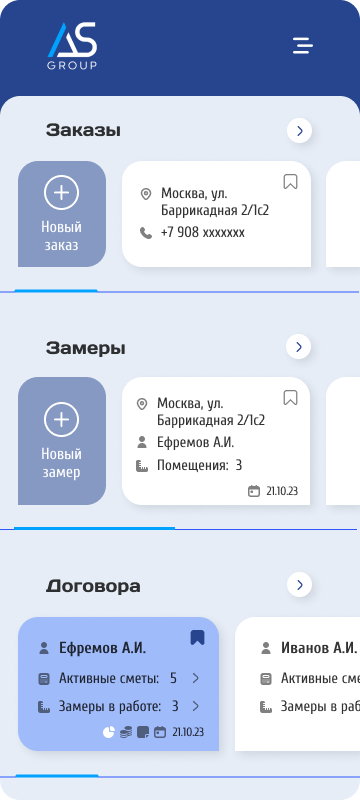 AS
GROUP
Заказы
Новый
заказ
Москва, ул.
Баррикадная 2/1с2
+7 908 xxxxxxx
Замеры
Новый
замер
Москва, ул.
Баррикадная 2/1с2
Ефремов А.И.
Помещения: 3
21.10.23
Договора
Ефремов А.И.
Активные сметы: 5
Замеры в работе: 3
21.10.23
Иванов А.И.
Активные сме
Замеры в раб